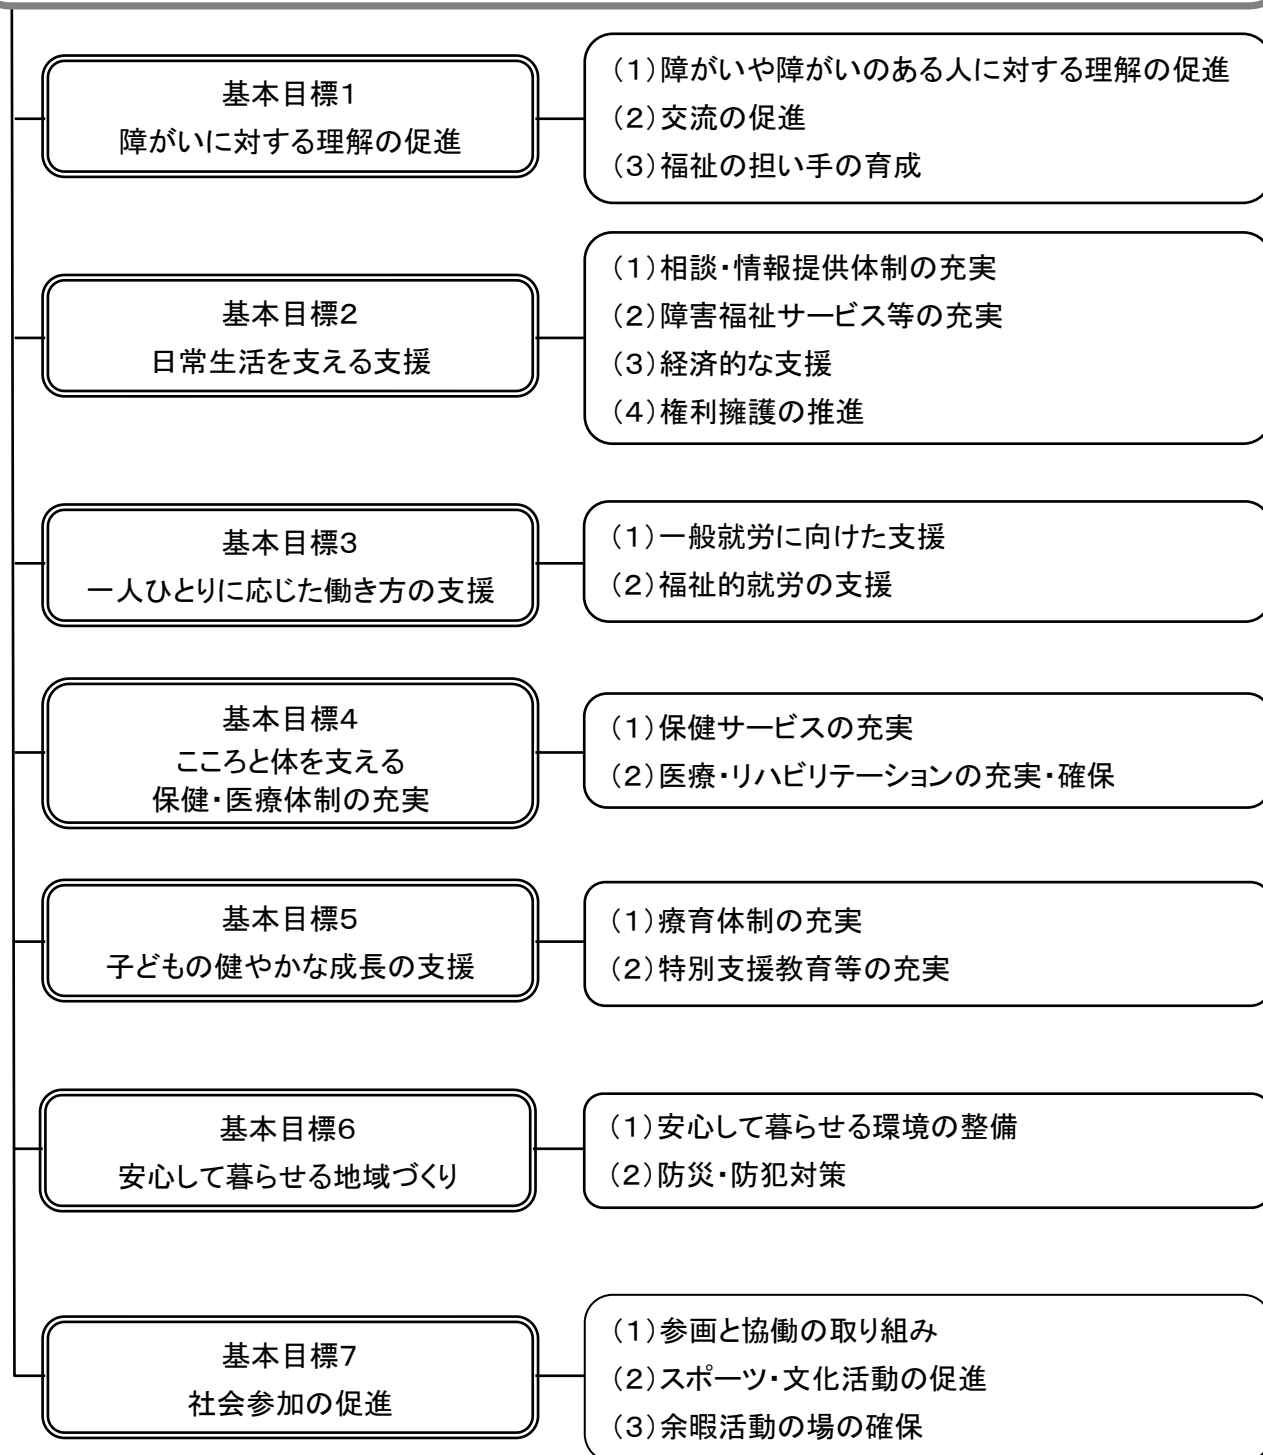 基本目標1
障がいに対する理解の促進
(1)障がいや障がいのある人に対する理解の促進
(2)交流の促進
(3)福祉の担い手の育成
基本目標2
日常生活を支える支援
(1)相談・情報提供体制の充実
(2)障害福祉サービス等の充実
(3)経済的な支援
(4)権利擁護の推進
基本目標3
一人ひとりに応じた働き方の支援
(1)一般就労に向けた支援
(2)福祉的就労の支援
基本目標4
こころと体を支える
保健・医療体制の充実
(1)保健サービスの充実
(2)医療・リハビリテーションの充実・確保
基本目標5
子どもの健やかな成長の支援
(1)療育体制の充実
(2)特別支援教育等の充実
基本目標6
安心して暮らせる地域づくり
(1)安心して暮らせる環境の整備
(2)防災・防犯対策
基本目標7
社会参加の促進
(1)参画と協働の取り組み
(2)スポーツ・文化活動の促進
(3)余暇活動の場の確保